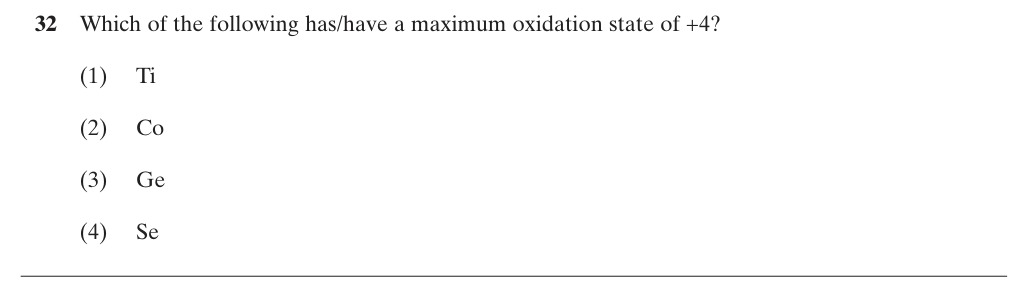 32 Which of the following has/have a maximum oxidation state of +4?
(1) Ti
(2) Co
(3) Ge
(4) Se